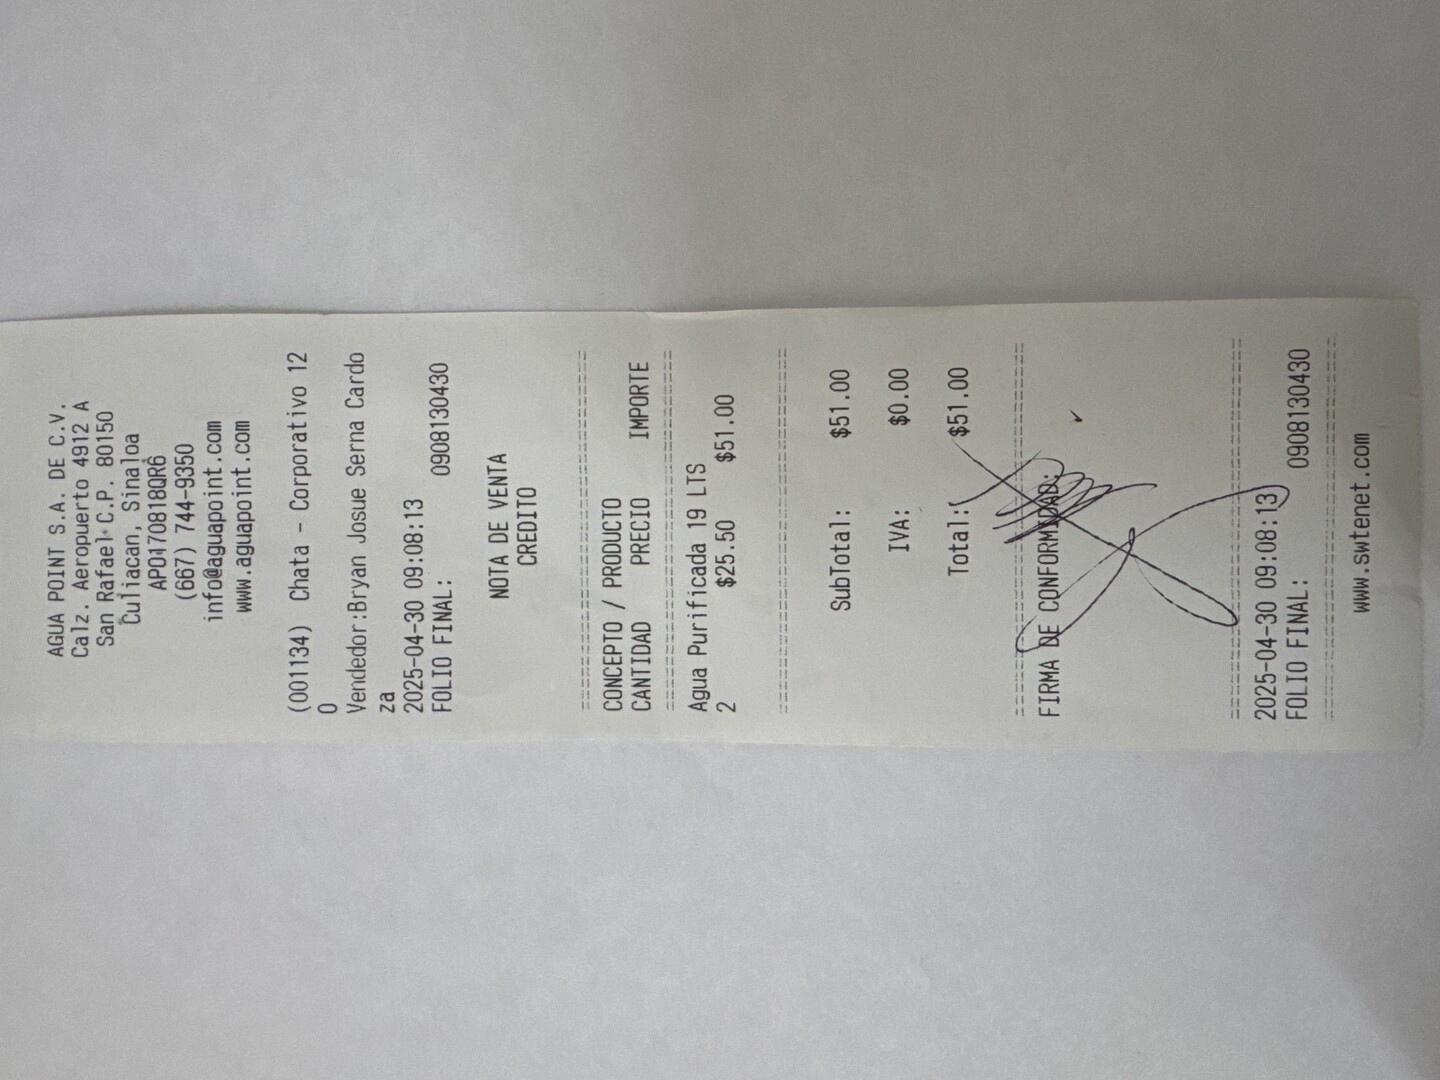 AGUA POINT S.A. DE C.V.
Calz. Aeropuerto 4912 A
San Rafael C.P. 80150
Culiacan, Sinaloa
APO170818QR6
(667) 744-9350
info@aguapoint.com
www.aguapoint.com
(001134) Chata - Corporativo 12
0
Vendedor:Bryan Josue Serna Cardo
za
2025-04-30 09:08:13
FOLIO FINAL: 0908130430
NOTA DE VENTA
CREDITO
CONCEPTO / PRODUCTO
CANTIDAD PRECIO IMPORTE
Agua Purificada 19 LTS
2 $25.50 $51.00
SubTotal: $51.00
IVA: $0.00
Total: $51.00
FIRMA DE CONFORMIDAD:
2025-04-30 09:08:13
FOLIO FINAL: 0908130430
www.swtenet.com